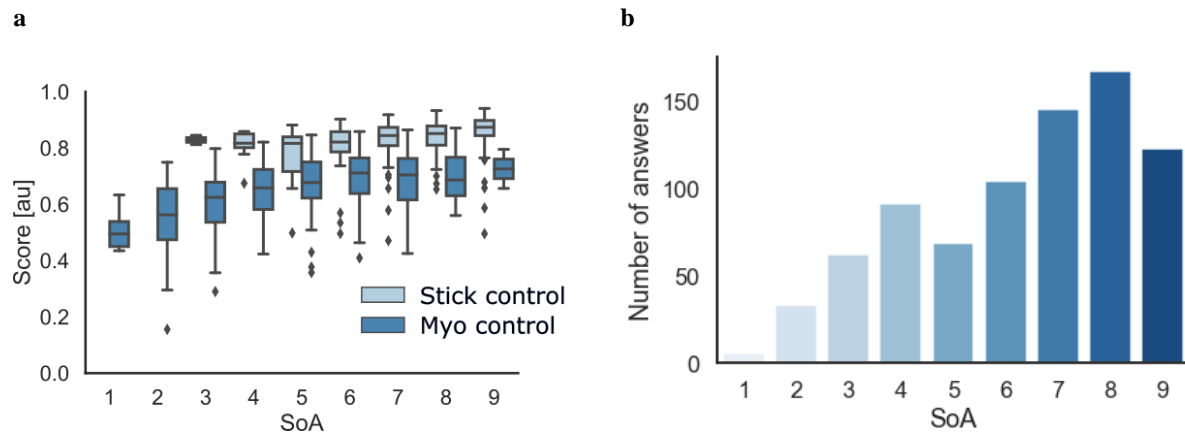 a
Score [au]
1.0
0.8
0.6
0.4
0.2
0.0
Stick control
Myo control
1 2 3 4 5 6 7 8 9
SoA
b
Number of answers
150
100
50
0
1 2 3 4 5 6 7 8 9
SoA